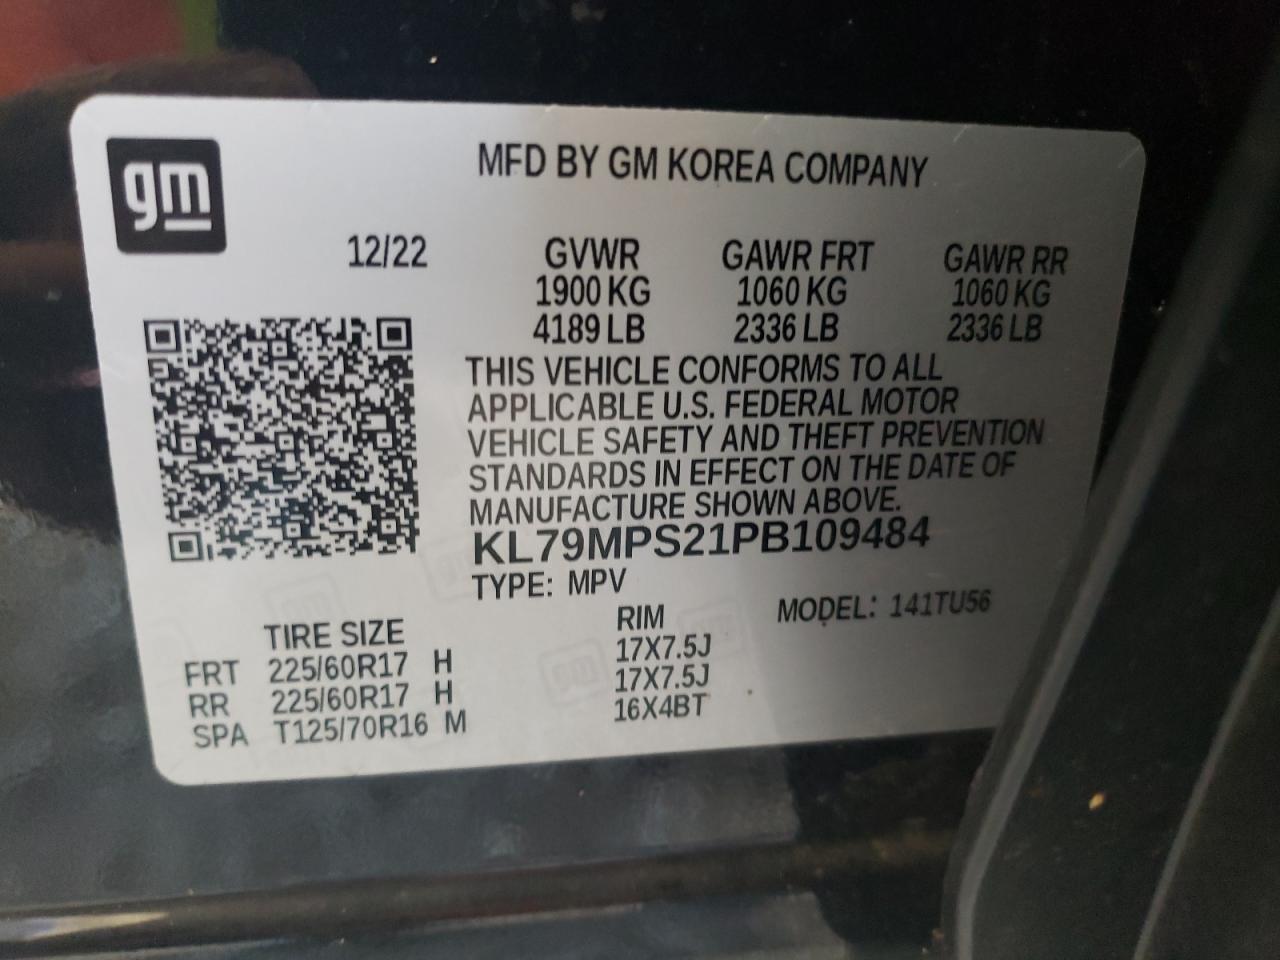 gm
MFD BY GM KOREA COMPANY
12/22 GVWR GAWR FRT GAWR RR
1900 KG 1060 KG 1060 KG
4189 LB 2336 LB 2336 LB
THIS VEHICLE CONFORMS TO ALL
APPLICABLE U.S. FEDERAL MOTOR
VEHICLE SAFETY AND THEFT PREVENTION
STANDARDS IN EFFECT ON THE DATE OF
MANUFACTURE SHOWN ABOVE.
KL79MPS21PB109484
TYPE: MPV MODEL: 141TU56
TIRE SIZE RIM
FRT 225/60R17 H 17X7.5J
RR 225/60R17 H 17X7.5J
SPA T125/70R16 M 16X4BT